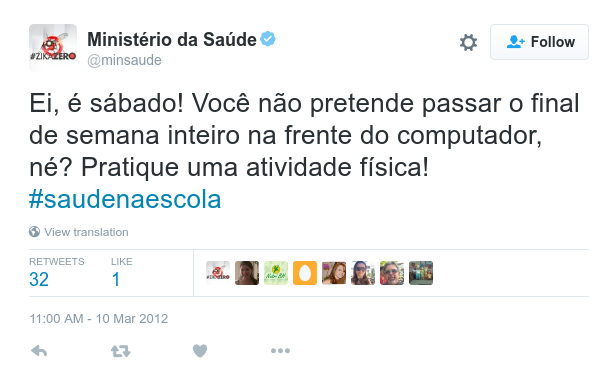 #ZIKAZERO
Ministério da Saúde
@minsaude
Follow
Ei, é sábado! Você não pretende passar o final
de semana inteiro na frente do computador,
né? Pratique uma atividade física!
#saudenaescola
View translation
RETWEETS
LIKE
32
1
11:00 AM - 10 Mar 2012